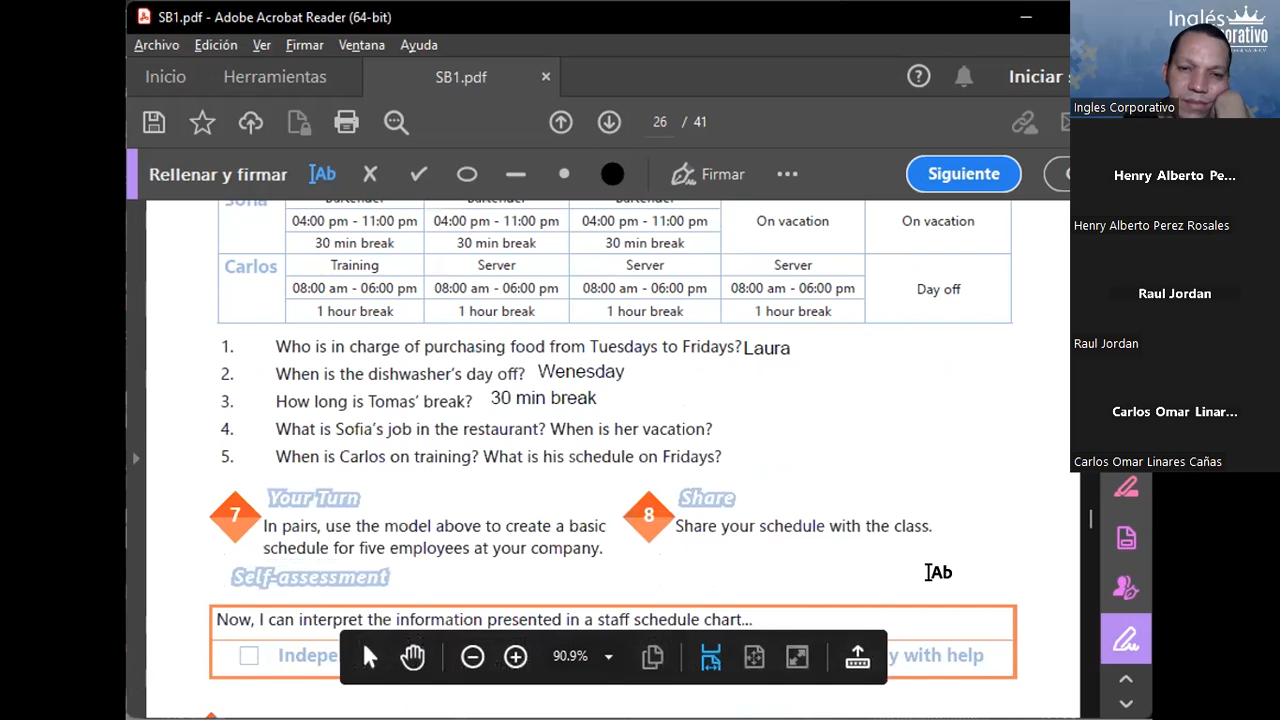 SB1.pdf - Adobe Acrobat Reader (64-bit)
Archivo Edición Ver Firmar Ventana Ayuda
Inicio Herramientas SB1.pdf × Iniciar
26 / 41
Rellenar y firmar Ab Firmar Siguiente
Sofia Bartender Bartender Bartender
04:00 pm - 11:00 pm 04:00 pm - 11:00 pm 04:00 pm - 11:00 pm On vacation On vacation
30 min break 30 min break 30 min break
Carlos Training Server Server Server
08:00 am - 06:00 pm 08:00 am - 06:00 pm 08:00 am - 06:00 pm 08:00 am - 06:00 pm Day off
1 hour break 1 hour break 1 hour break 1 hour break
1. Who is in charge of purchasing food from Tuesdays to Fridays? Laura
2. When is the dishwasher's day off? Wenesday
3. How long is Tomas' break? 30 min break
4. What is Sofia's job in the restaurant? When is her vacation?
5. When is Carlos on training? What is his schedule on Fridays?
7 Your Turn
In pairs, use the model above to create a basic
schedule for five employees at your company.
8 Share
Share your schedule with the class.
Ab
Self-assessment
Now, I can interpret the information presented in a staff schedule chart...
Indepe
y with help
90.9%
Inglés
Ingles Corporativo
Henry Alberto Pe...
Henry Alberto Perez Rosales
Raul Jordan
Raul Jordan
Carlos Omar Linar...
Carlos Omar Linares Cañas